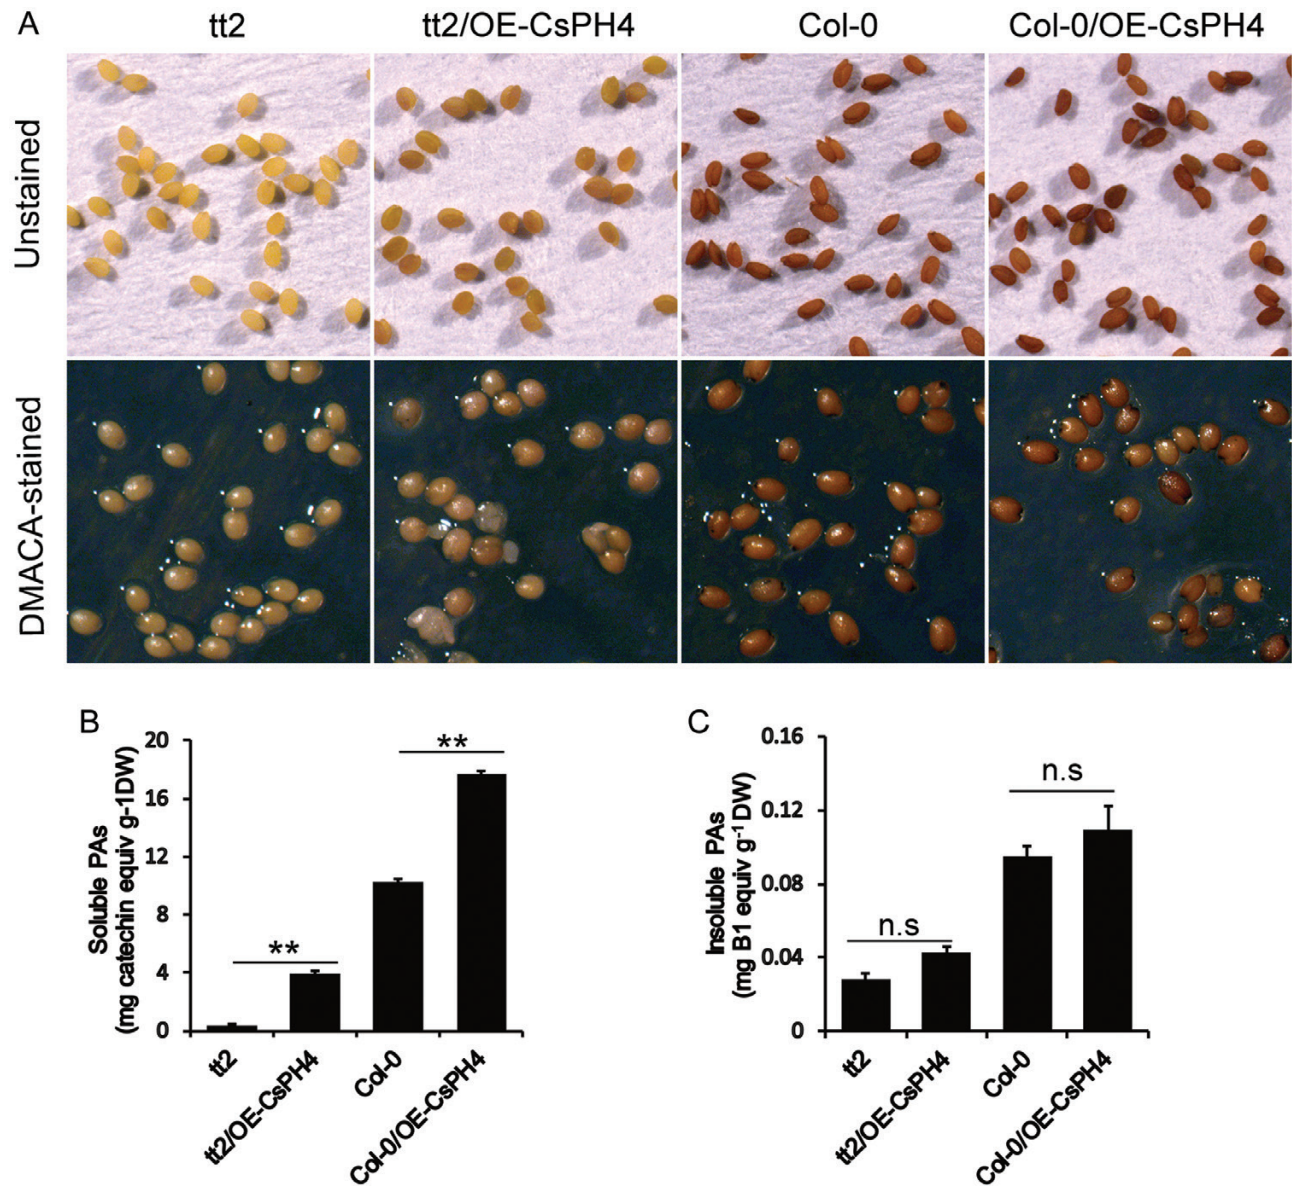 A
tt2
tt2/OE-CsPH4
Col-0
Col-0/OE-CsPH4
Unstained
DMACA-stained
B
Soluble PAs
(mg catechin equiv g-1DW)
20
16
12
8
4
0
**
**
tt2
tt2/OE-CsPH4
Col-0
Col-0/OE-CsPH4
C
Insoluble PAs
(mg B1 equiv g⁻¹DW)
0.16
0.12
0.08
0.04
0
n.s
n.s
tt2
tt2/OE-CsPH4
Col-0
Col-0/OE-CsPH4